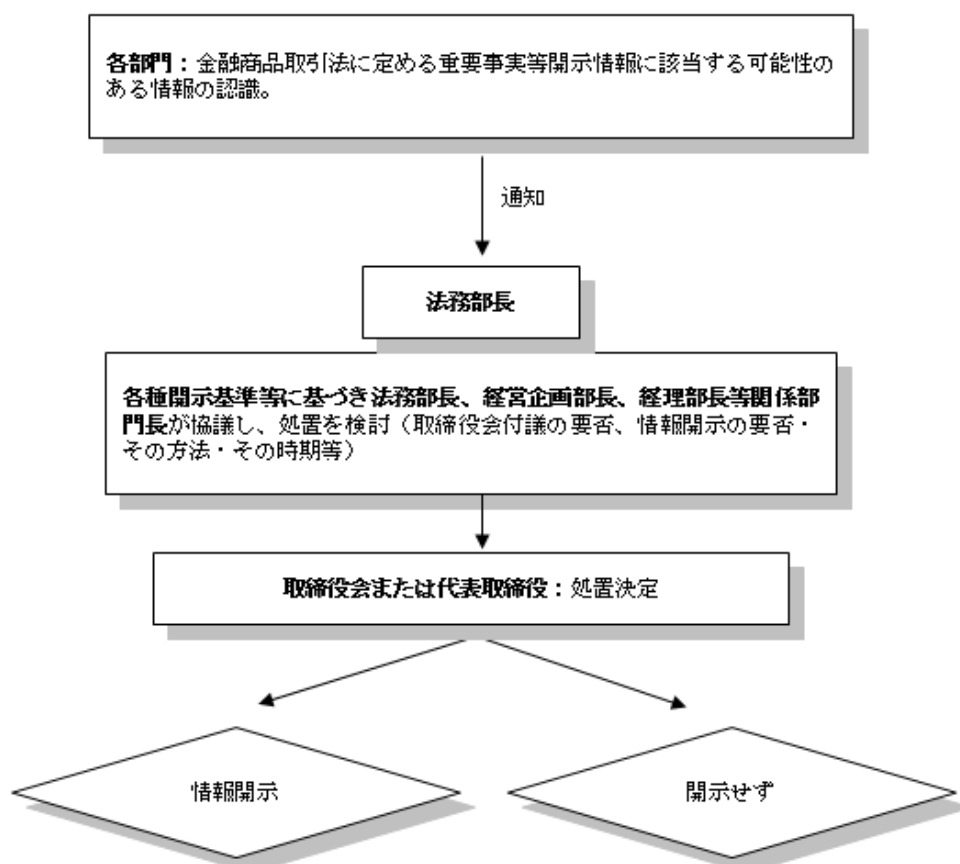 各部門：金融商品取引法に定める重要事実等開示情報に該当する可能性の
ある情報の認識。
通知
法務部長
各種開示基準等に基づき法務部長、経営企画部長、経理部長等関係部
門長が協議し、処置を検討（取締役会付議の要否、情報開示の要否・
その方法・その時期等）
取締役会または代表取締役：処置決定
情報開示
開示せず